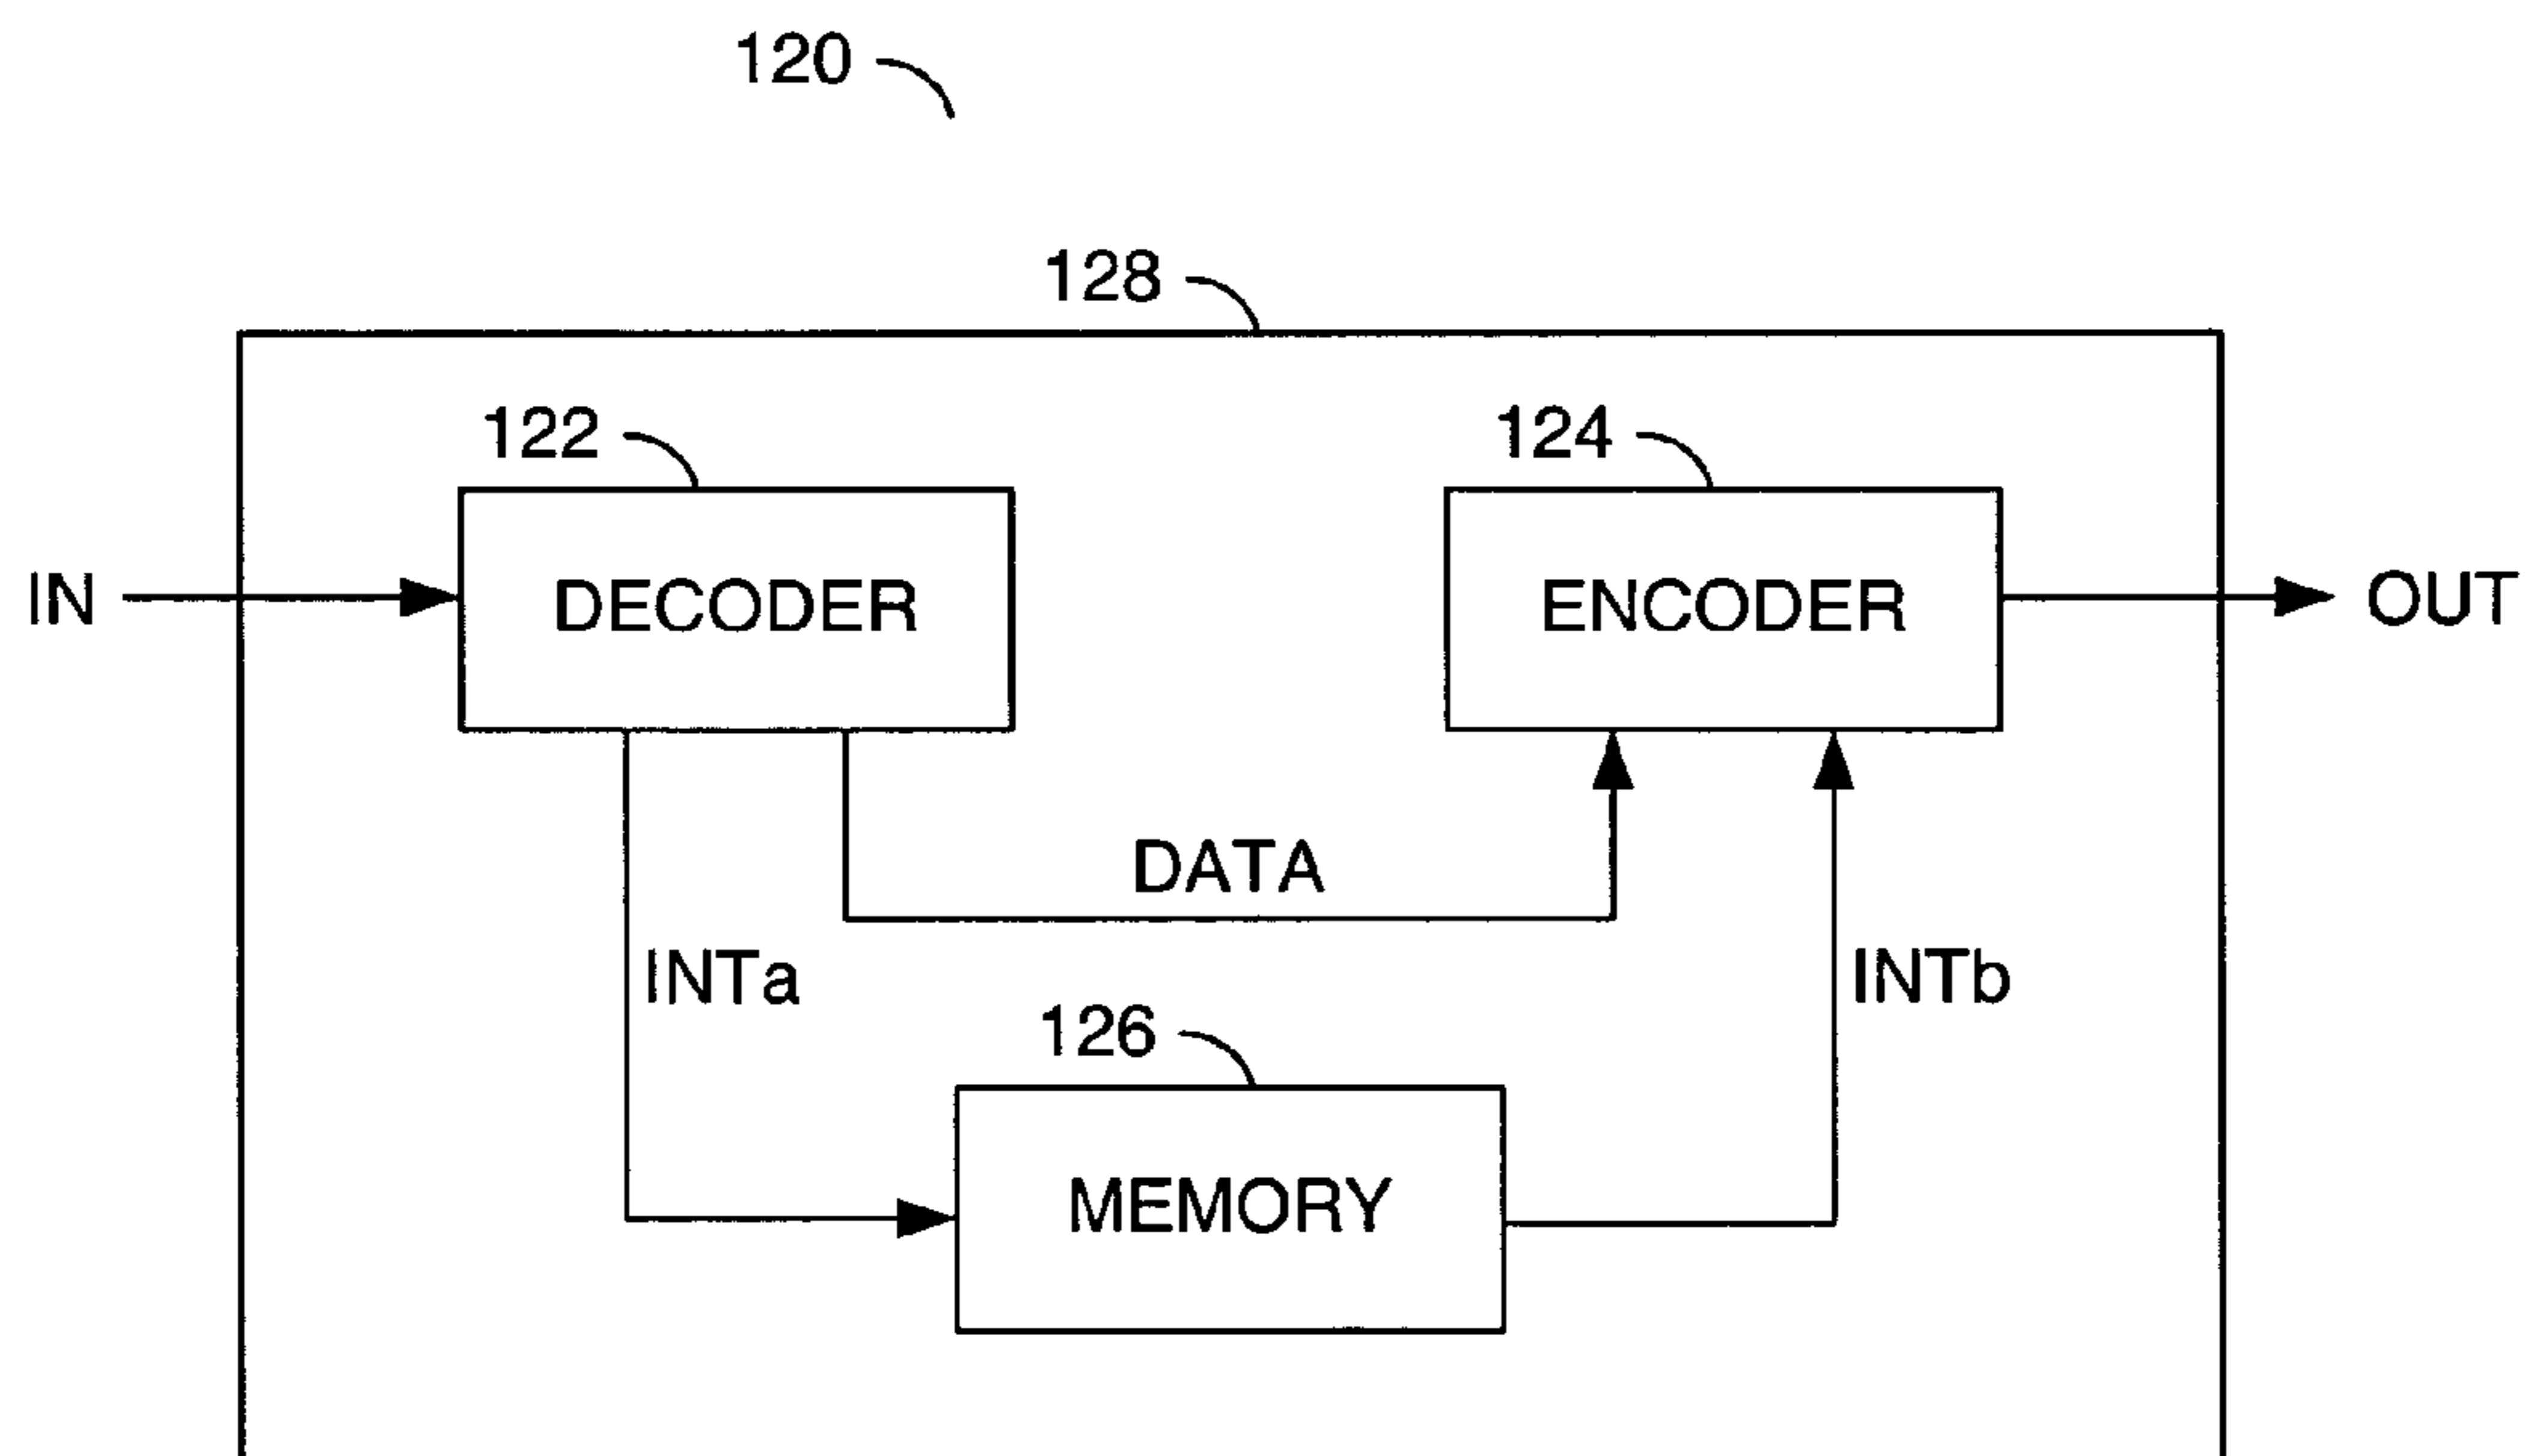 120
128
122
124
IN
DECODER
ENCODER
OUT
DATA
INTa
INTb
126
MEMORY